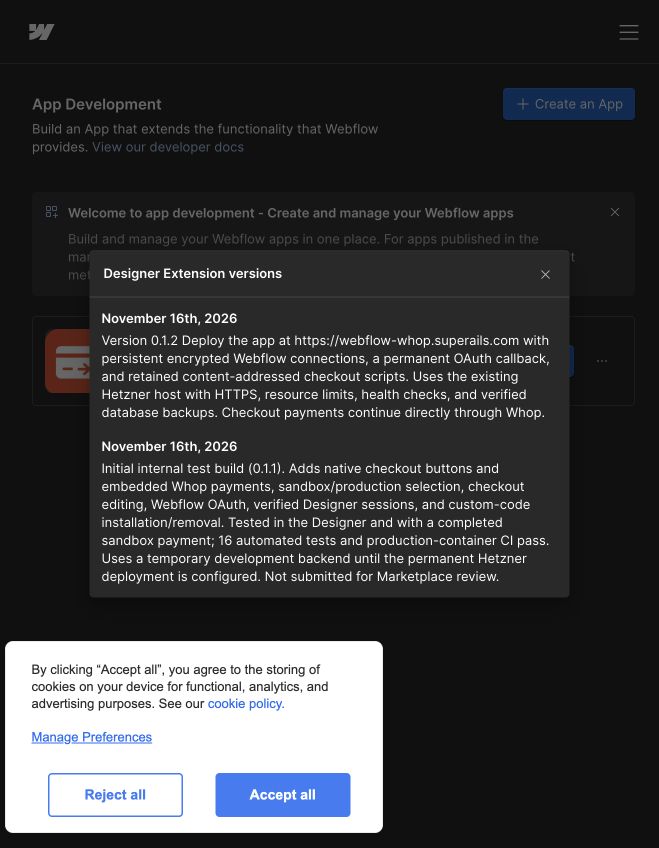 App Development
+ Create an App
Build an App that extends the functionality that Webflow
provides. View our developer docs
Welcome to app development - Create and manage your Webflow apps
Build and manage your Webflow apps in one place. For apps published in the
Designer Extension versions
November 16th, 2026
Version 0.1.2 Deploy the app at https://webflow-whop.superails.com with
persistent encrypted Webflow connections, a permanent OAuth callback,
and retained content-addressed checkout scripts. Uses the existing
Hetzner host with HTTPS, resource limits, health checks, and verified
database backups. Checkout payments continue directly through Whop.
November 16th, 2026
Initial internal test build (0.1.1). Adds native checkout buttons and
embedded Whop payments, sandbox/production selection, checkout
editing, Webflow OAuth, verified Designer sessions, and custom-code
installation/removal. Tested in the Designer and with a completed
sandbox payment; 16 automated tests and production-container CI pass.
Uses a temporary development backend until the permanent Hetzner
deployment is configured. Not submitted for Marketplace review.
By clicking “Accept all”, you agree to the storing of
cookies on your device for functional, analytics, and
advertising purposes. See our cookie policy.
Manage Preferences
Reject all
Accept all